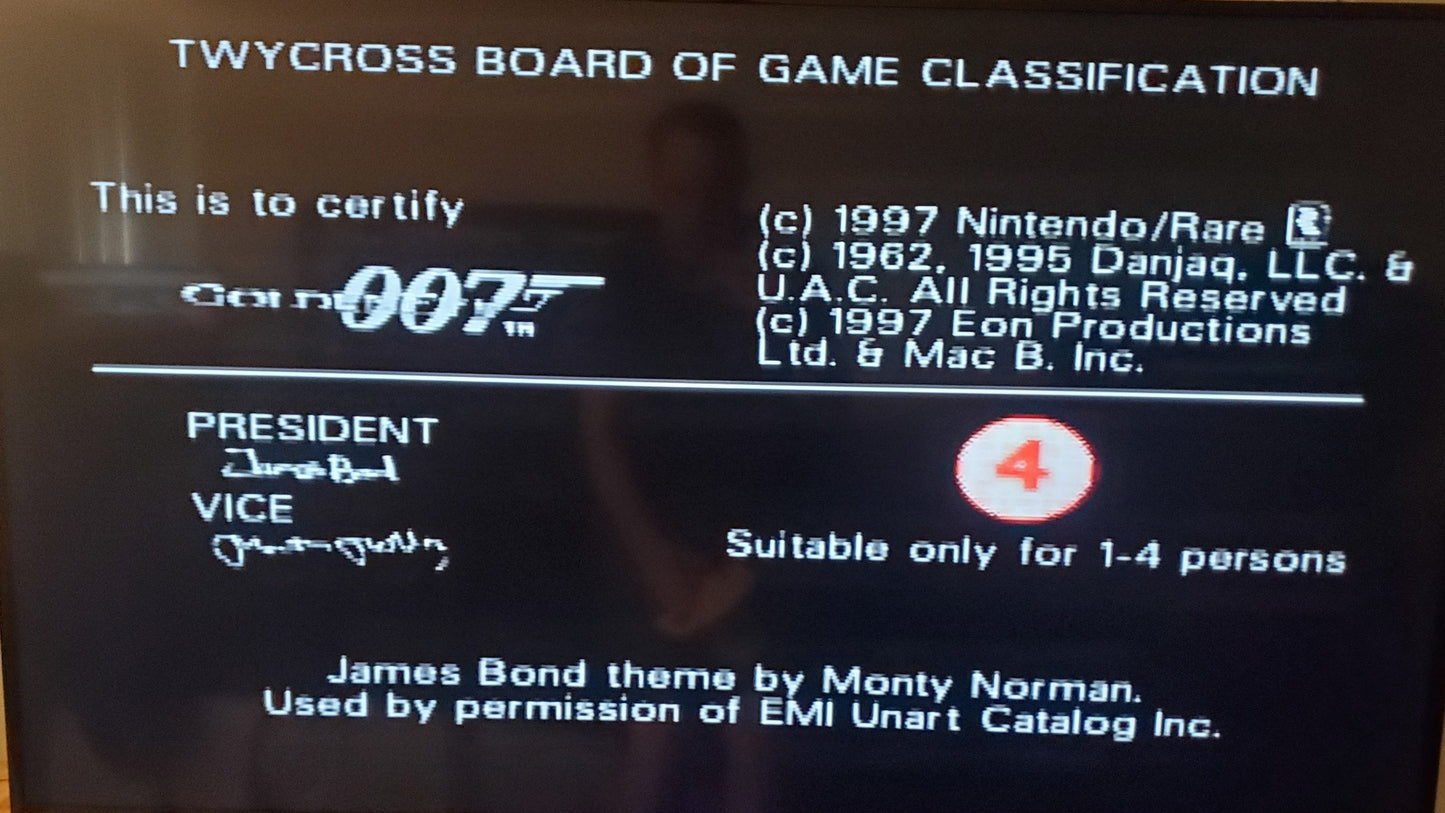 TWYCROSS BOARD OF GAME CLASSIFICATION
This is to certify
007
TM
(c) 1997 Nintendo/Rare R
(c) 1962, 1995 Danjaq, LLC. &
U.A.C. All Rights Reserved
(c) 1997 Eon Productions
Ltd. & Mac B. Inc.
PRESIDENT
VICE
4
Suitable only for 1-4 persons
James Bond theme by Monty Norman.
Used by permission of EMI Unart Catalog Inc.